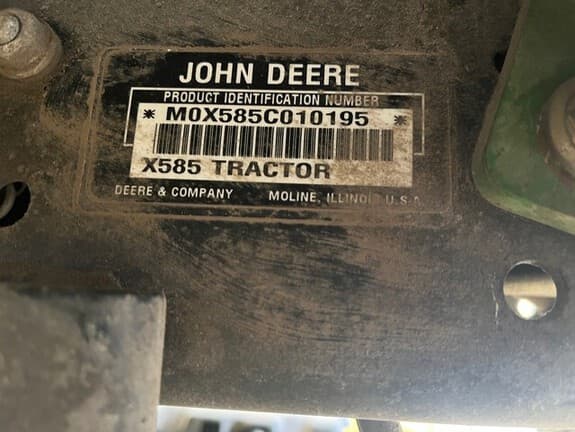 JOHN DEERE
PRODUCT IDENTIFICATION NUMBER
* M0X585C010195 *
X585 TRACTOR
DEERE & COMPANY MOLINE, ILLINOIS U.S.A.